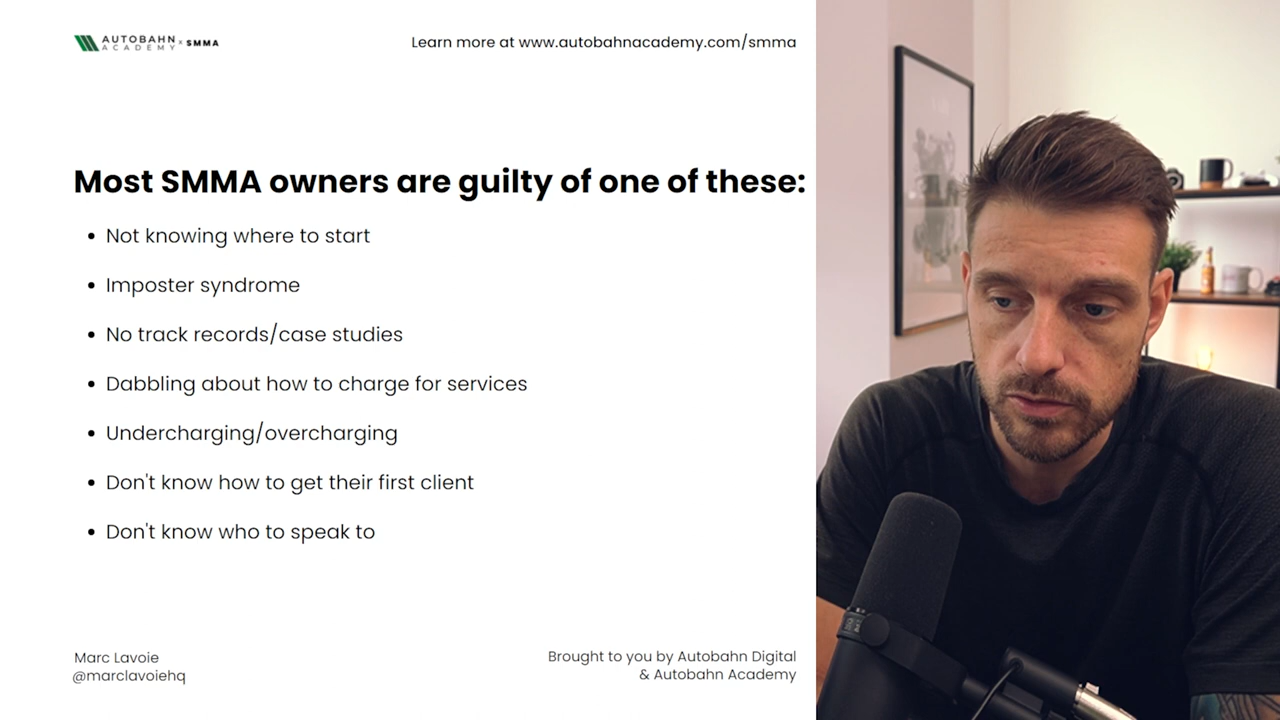 AUTOBAHN
ACADEMY × SMMA
Learn more at www.autobahnacademy.com/smma
Most SMMA owners are guilty of one of these:
• Not knowing where to start
• Imposter syndrome
• No track records/case studies
• Dabbling about how to charge for services
• Undercharging/overcharging
• Don't know how to get their first client
• Don't know who to speak to
Marc Lavoie
@marclavoiehq
Brought to you by Autobahn Digital
& Autobahn Academy